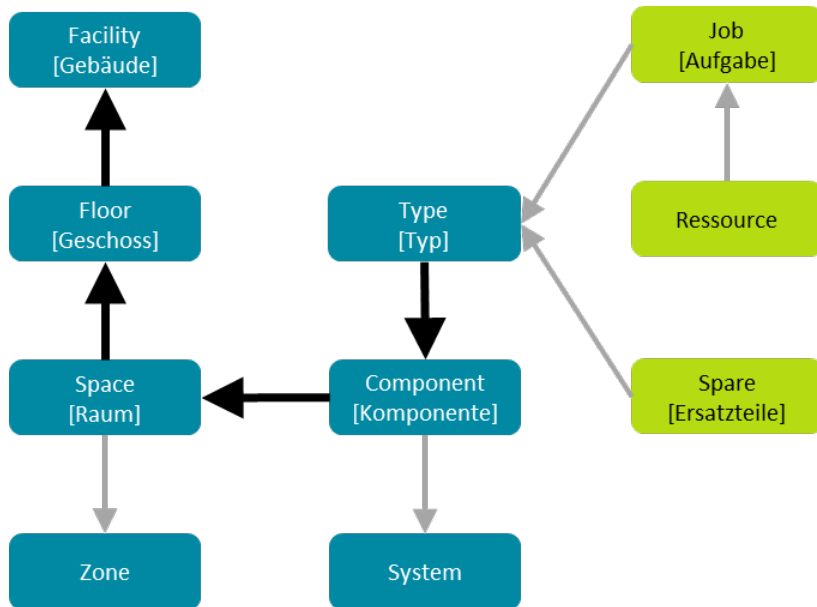 Facility
[Gebäude]
Job
[Aufgabe]
Floor
[Geschoss]
Type
[Typ]
Ressource
Space
[Raum]
Component
[Komponente]
Spare
[Ersatzteile]
Zone
System